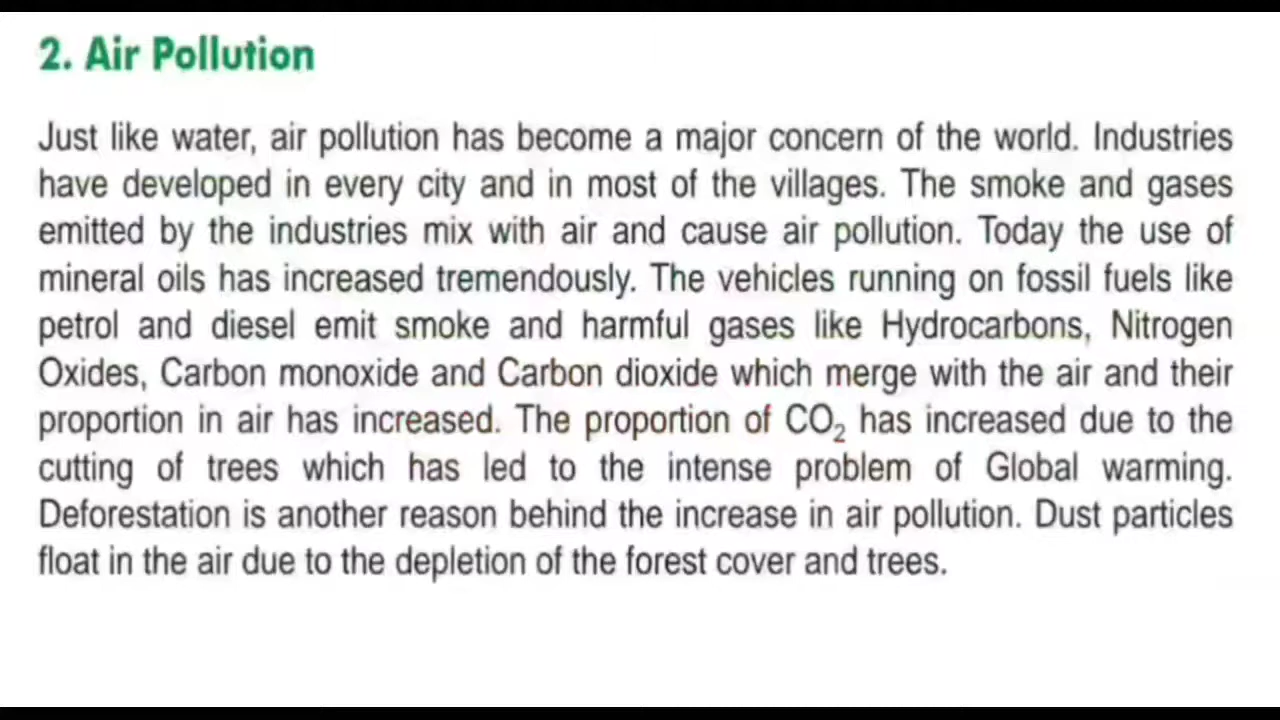 2. Air Pollution
Just like water, air pollution has become a major concern of the world. Industries
have developed in every city and in most of the villages. The smoke and gases
emitted by the industries mix with air and cause air pollution. Today the use of
mineral oils has increased tremendously. The vehicles running on fossil fuels like
petrol and diesel emit smoke and harmful gases like Hydrocarbons, Nitrogen
Oxides, Carbon monoxide and Carbon dioxide which merge with the air and their
proportion in air has increased. The proportion of CO₂ has increased due to the
cutting of trees which has led to the intense problem of Global warming.
Deforestation is another reason behind the increase in air pollution. Dust particles
float in the air due to the depletion of the forest cover and trees.